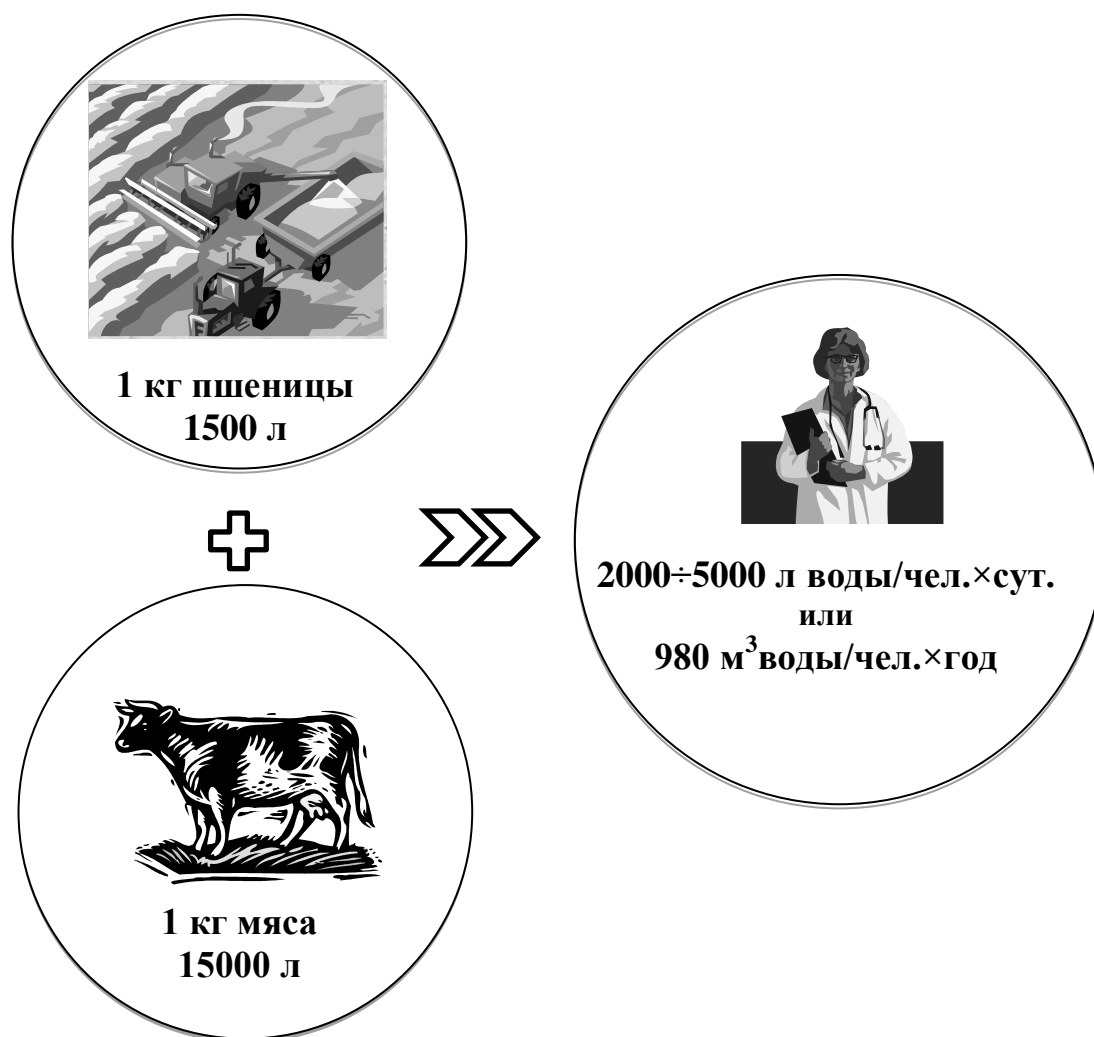 1 кг пшеницы
1500 л
2000÷5000 л воды/чел.×сут.
или
980 м³воды/чел.×год
1 кг мяса
15000 л